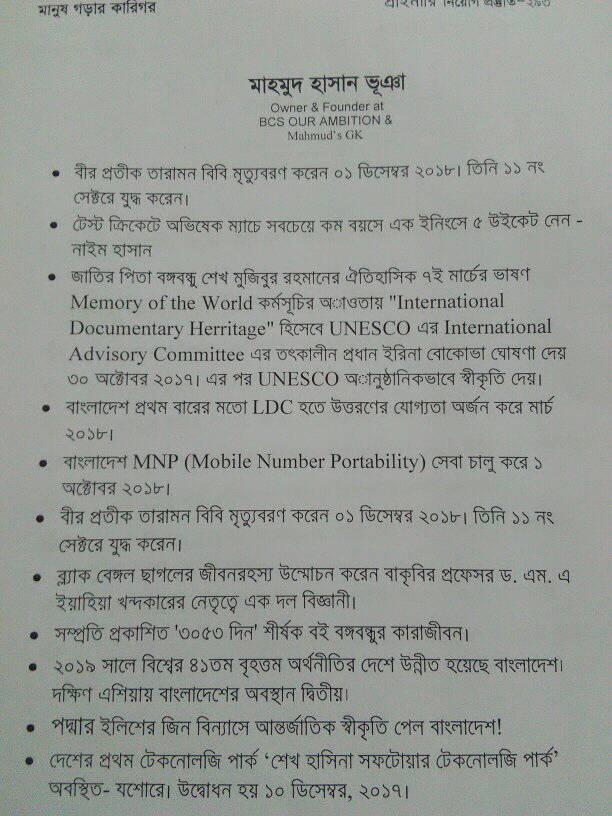 মানুষ গড়ার কারিগর
মাহমুদ হাসান ভূঞা
Owner & Founder at
BCS OUR AMBITION &
Mahmud's GK
• বীর প্রতীক তারামন বিবি মৃত্যুবরণ করেন ০১ ডিসেম্বর ২০১৮। তিনি ১১ নং
সেক্টরে যুদ্ধ করেন।
• টেস্ট ক্রিকেটে অভিষেক ম্যাচে সবচেয়ে কম বয়সে এক ইনিংসে ৫ উইকেট নেন -
নাইম হাসান
• জাতির পিতা বঙ্গবন্ধু শেখ মুজিবুর রহমানের ঐতিহাসিক ৭ই মার্চের ভাষণ
Memory of the World কর্মসূচির অাওতায় "International
Documentary Herritage" হিসেবে UNESCO এর International
Advisory Committee এর তৎকালীন প্রধান ইরিনা বোকোভা ঘোষণা দেয়
৩০ অক্টোবর ২০১৭। এর পর UNESCO অানুষ্ঠানিকভাবে স্বীকৃতি দেয়।
• বাংলাদেশ প্রথম বারের মতো LDC হতে উত্তরণের যোগ্যতা অর্জন করে মার্চ
২০১৮।
• বাংলাদেশ MNP (Mobile Number Portability) সেবা চালু করে ১
অক্টোবর ২০১৮।
• বীর প্রতীক তারামন বিবি মৃত্যুবরণ করেন ০১ ডিসেম্বর ২০১৮। তিনি ১১ নং
সেক্টরে যুদ্ধ করেন।
• ব্ল্যাক বেঙ্গল ছাগলের জীবনরহস্য উন্মোচন করেন বাকৃবির প্রফেসর ড. এম. এ
ইয়াহিয়া খন্দকারের নেতৃত্বে এক দল বিজ্ঞানী।
• সম্প্রতি প্রকাশিত '৩০৫৩ দিন' শীর্ষক বই বঙ্গবন্ধুর কারাজীবন।
• ২০১৯ সালে বিশ্বের ৪১তম বৃহত্তম অর্থনীতির দেশে উন্নীত হয়েছে বাংলাদেশ।
দক্ষিণ এশিয়ায় বাংলাদেশের অবস্থান দ্বিতীয়।
• পদ্মার ইলিশের জিন বিন্যাসে আন্তর্জাতিক স্বীকৃতি পেল বাংলাদেশ!
• দেশের প্রথম টেকনোলজি পার্ক ‘শেখ হাসিনা সফটোয়ার টেকনোলজি পার্ক’
অবস্থিত- যশোরে। উদ্বোধন হয় ১০ ডিসেম্বর, ২০১৭।